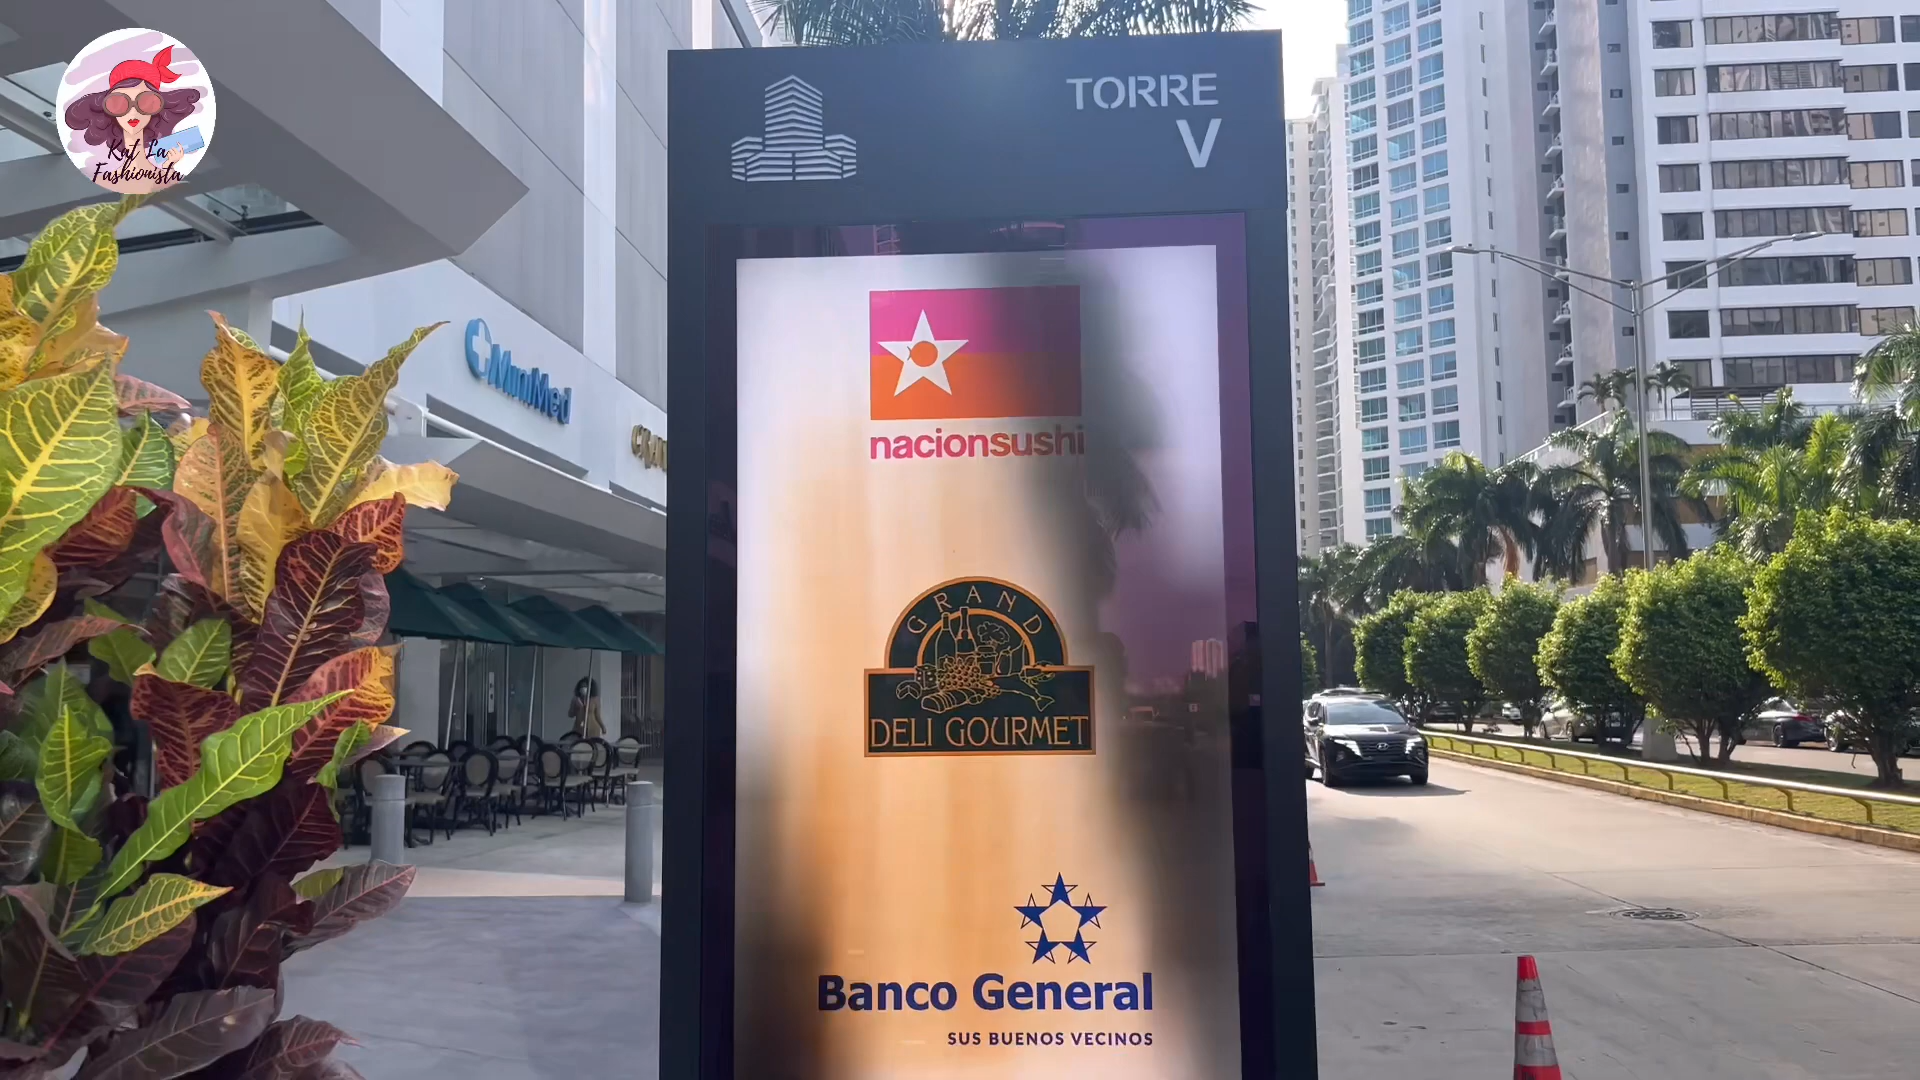 Kat La
Fashionista
TORRE
V
MiniMed
nacionsushi
GRAND
DELI GOURMET
Banco General
SUS BUENOS VECINOS